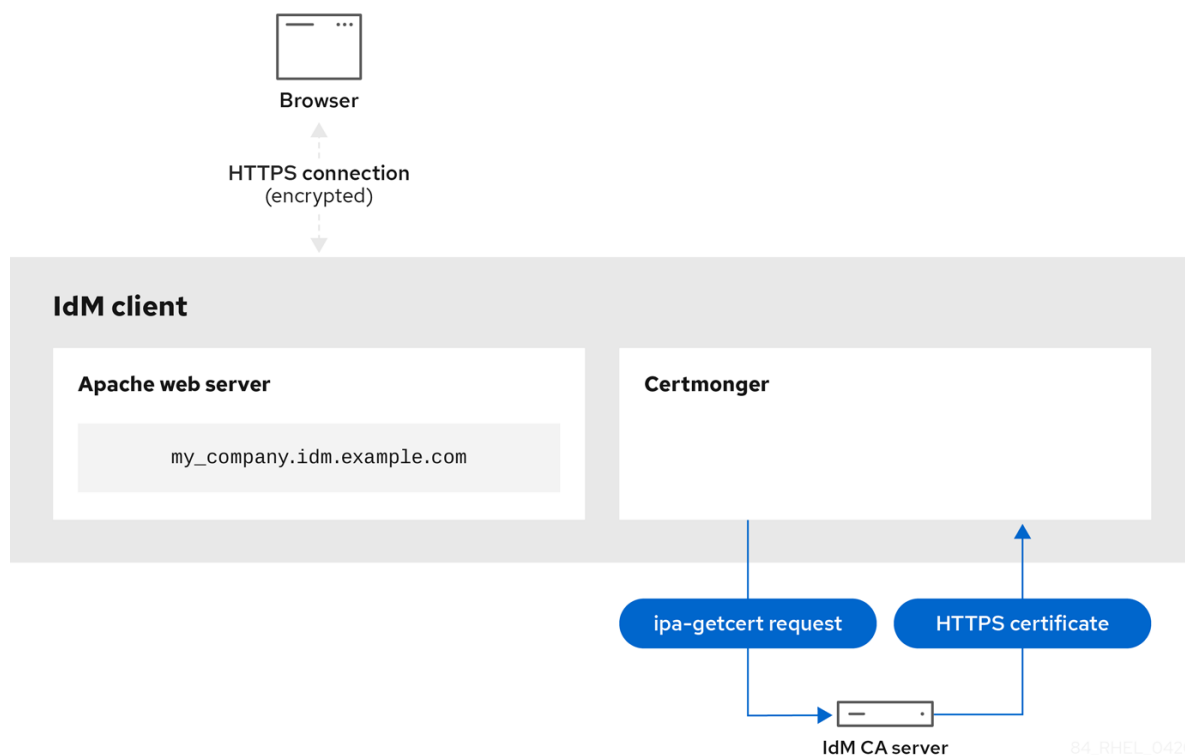 Browser
HTTPS connection
(encrypted)
IdM client
Apache web server
my_company.idm.example.com
Certmonger
ipa-getcert request
HTTPS certificate
IdM CA server
84_RHEL_042